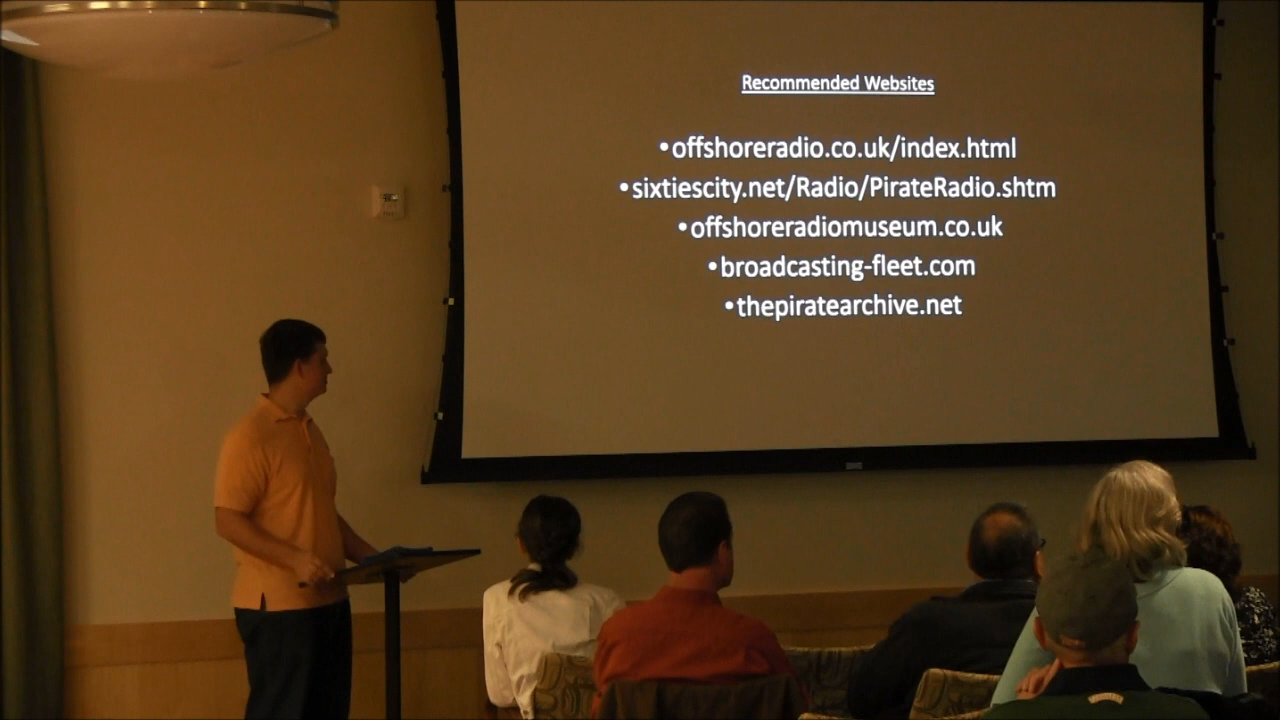 Recommended Websites
•offshoreradio.co.uk/index.html
•sixtiescity.net/Radio/PirateRadio.shtm
•offshoreradiomuseum.co.uk
•broadcasting-fleet.com
•thepiratearchive.net